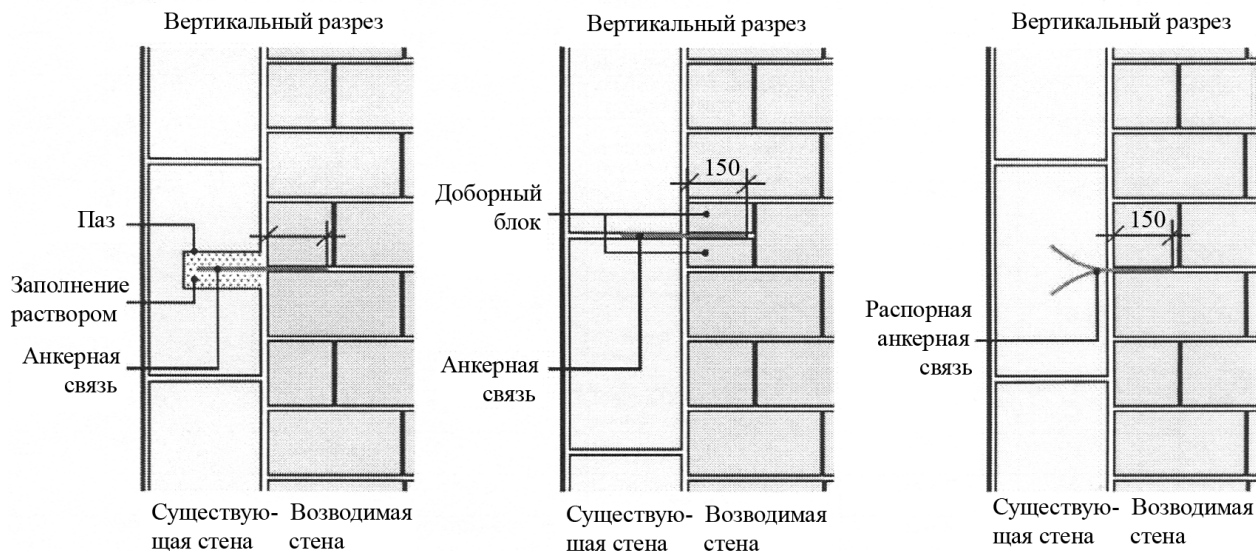 Вертикальный разрез
Паз
Заполнение
раствором
Анкерная
связь
Существую-
щая стена
Возводимая
стена
Вертикальный разрез
150
Доборный
блок
Анкерная
связь
Существую-
щая стена
Возводимая
стена
Вертикальный разрез
150
Распорная
анкерная
связь
Существую-
щая стена
Возводимая
стена